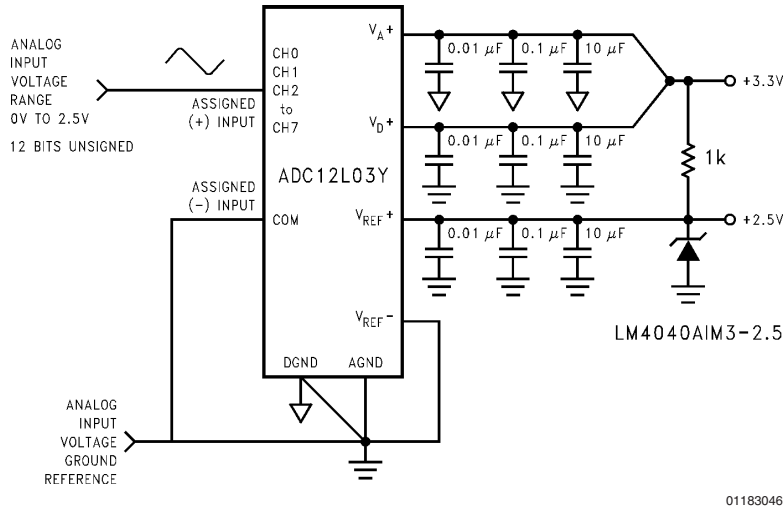 ANALOG
INPUT
VOLTAGE
RANGE
0V TO 2.5V
12 BITS UNSIGNED
ASSIGNED
(+) INPUT
CH0
CH1
CH2
to
CH7
ADC12L03Y
ASSIGNED
(−) INPUT
COM
VA+
0.01 μF
0.1 μF
10 μF
+3.3V
VD+
0.01 μF
0.1 μF
10 μF
1k
VREF+
0.01 μF
0.1 μF
10 μF
+2.5V
LM4040AIM3-2.5
VREF−
DGND
AGND
ANALOG
INPUT
VOLTAGE
GROUND
REFERENCE
01183046